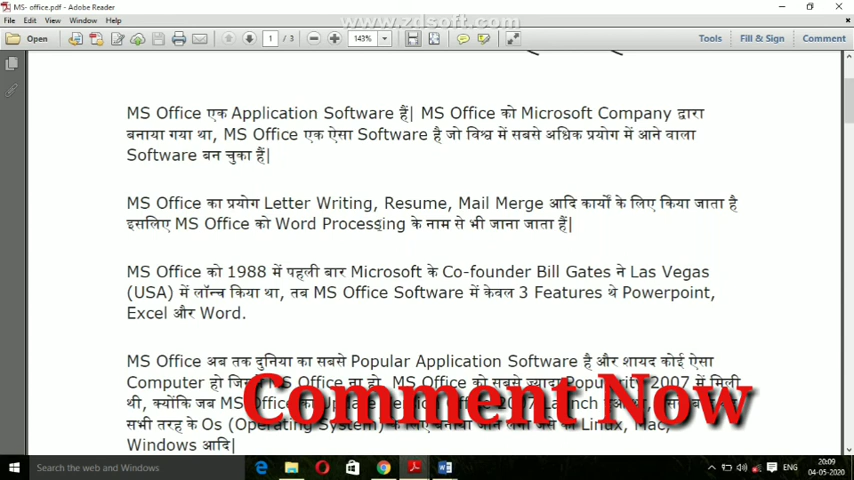 MS- office.pdf - Adobe Reader
www.zdsoft.com
File Edit View Window Help
Open 1 / 3 143% Tools Fill & Sign Comment
MS Office एक Application Software हैं| MS Office को Microsoft Company द्वारा
बनाया गया था, MS Office एक ऐसा Software है जो विश्व में सबसे अधिक प्रयोग में आने वाला
Software बन चुका हैं|
MS Office का प्रयोग Letter Writing, Resume, Mail Merge आदि कार्यों के लिए किया जाता है
इसलिए MS Office को Word Processing के नाम से भी जाना जाता हैं|
MS Office को 1988 में पहली बार Microsoft के Co-founder Bill Gates ने Las Vegas
(USA) में लॉन्च किया था, तब MS Office Software में केवल 3 Features थे Powerpoint,
Excel और Word.
MS Office अब तक दुनिया का सबसे Popular Application Software है और शायद कोई ऐसा
Computer हो MS Office ना हो. MS Office को सबसे ज्यादा Popularity 2007 में मिली
थी, क्योंकि जब MS Office 2007 Launch
सभी तरह के Os (Operating System) के लिए बनाया जाने लगा Linux, Mac,
Windows आदि|
Comment Now
Search the web and Windows
ENG 20:09
04-05-2020